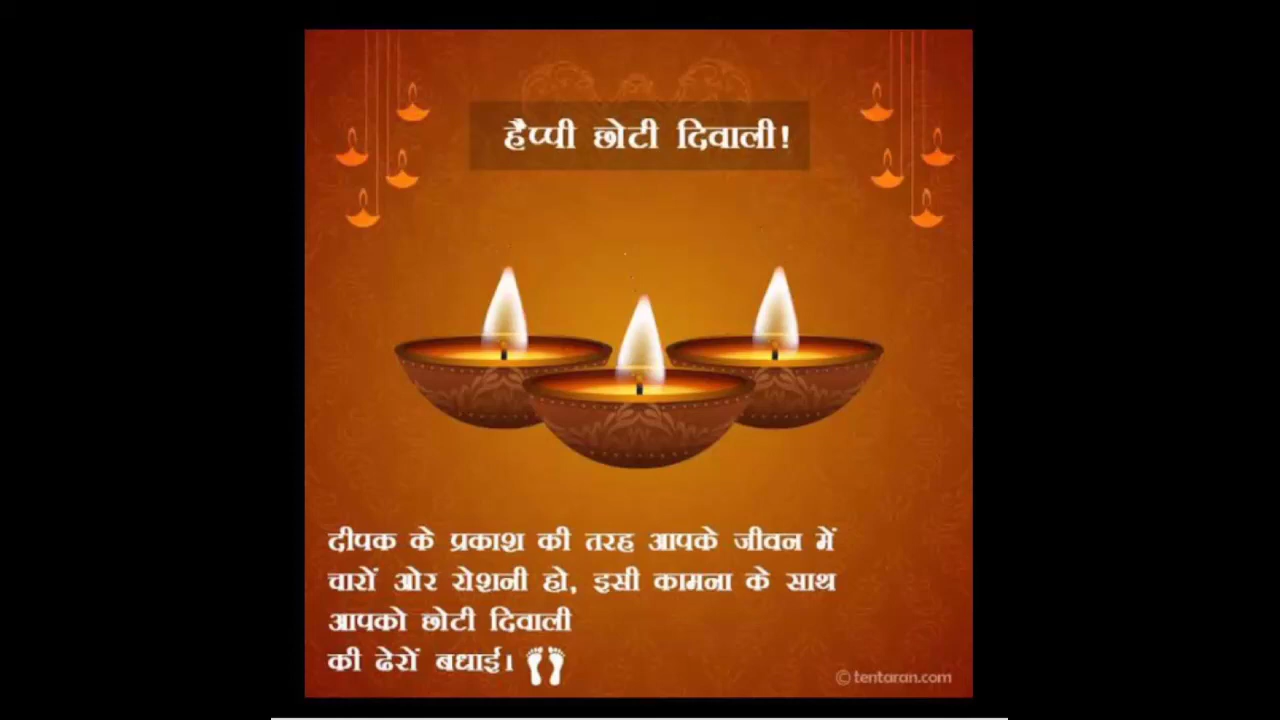 हैप्पी छोटी दिवाली!
दीपक के प्रकाश की तरह आपके जीवन में
चारों ओर रोशनी हो, इसी कामना के साथ
आपको छोटी दिवाली
की ढेरों बधाई।
©tentaran.com